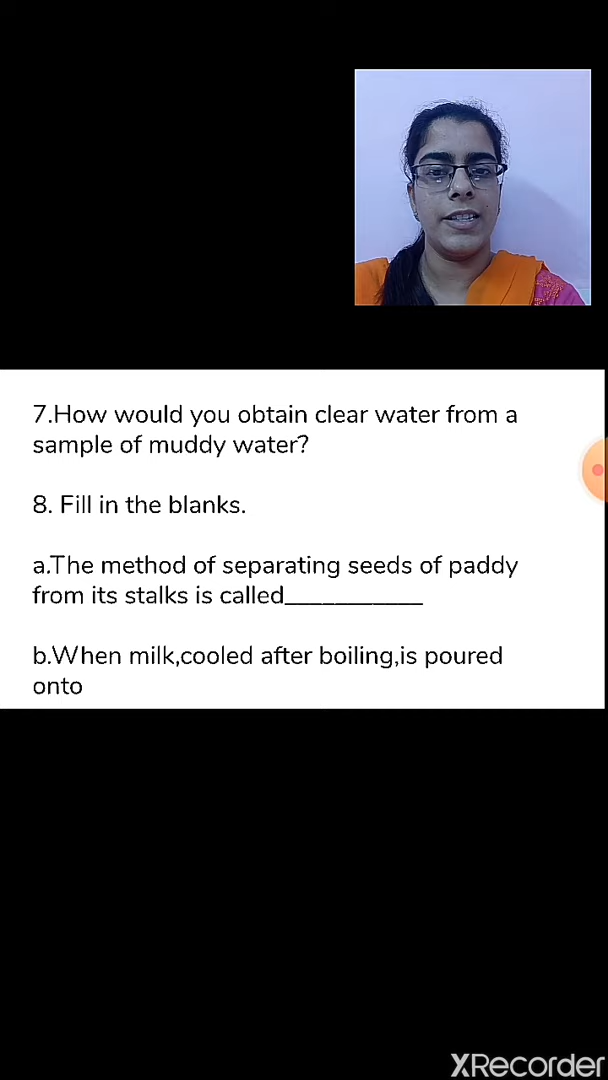 7.How would you obtain clear water from a
sample of muddy water?
8. Fill in the blanks.
a.The method of separating seeds of paddy
from its stalks is called___________
b.When milk,cooled after boiling,is poured
onto
XRecorder